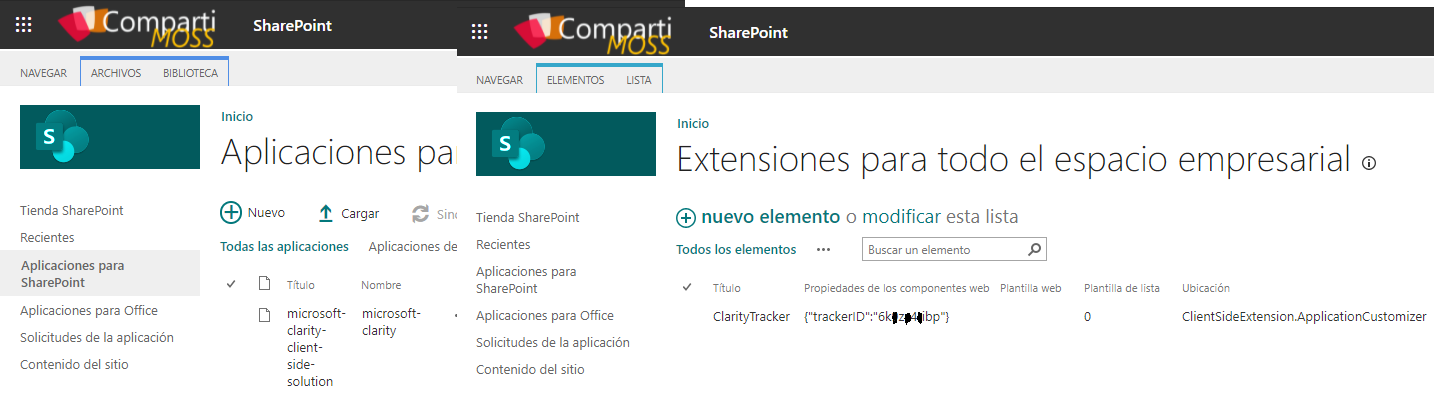 Comparti
MOSS
SharePoint
NAVEGAR ARCHIVOS BIBLIOTECA
S
Inicio
Aplicaciones par
Nuevo Cargar Sinc
Todas las aplicaciones Aplicaciones de
Tienda SharePoint
Recientes
Aplicaciones para
SharePoint
Aplicaciones para Office
Solicitudes de la aplicación
Contenido del sitio
Título Nombre
microsoft-
clarity-
client-
side-
solution
microsoft-
clarity
Comparti
MOSS
SharePoint
NAVEGAR ELEMENTOS LISTA
S
Inicio
Extensiones para todo el espacio empresarial
nuevo elemento o modificar esta lista
Todos los elementos ••• Buscar un elemento
Tienda SharePoint
Recientes
Aplicaciones para
SharePoint
Aplicaciones para Office
Solicitudes de la aplicación
Contenido del sitio
Título Propiedades de los componentes web Plantilla web Plantilla de lista Ubicación
ClarityTracker 0 ClientSideExtension.ApplicationCustomizer